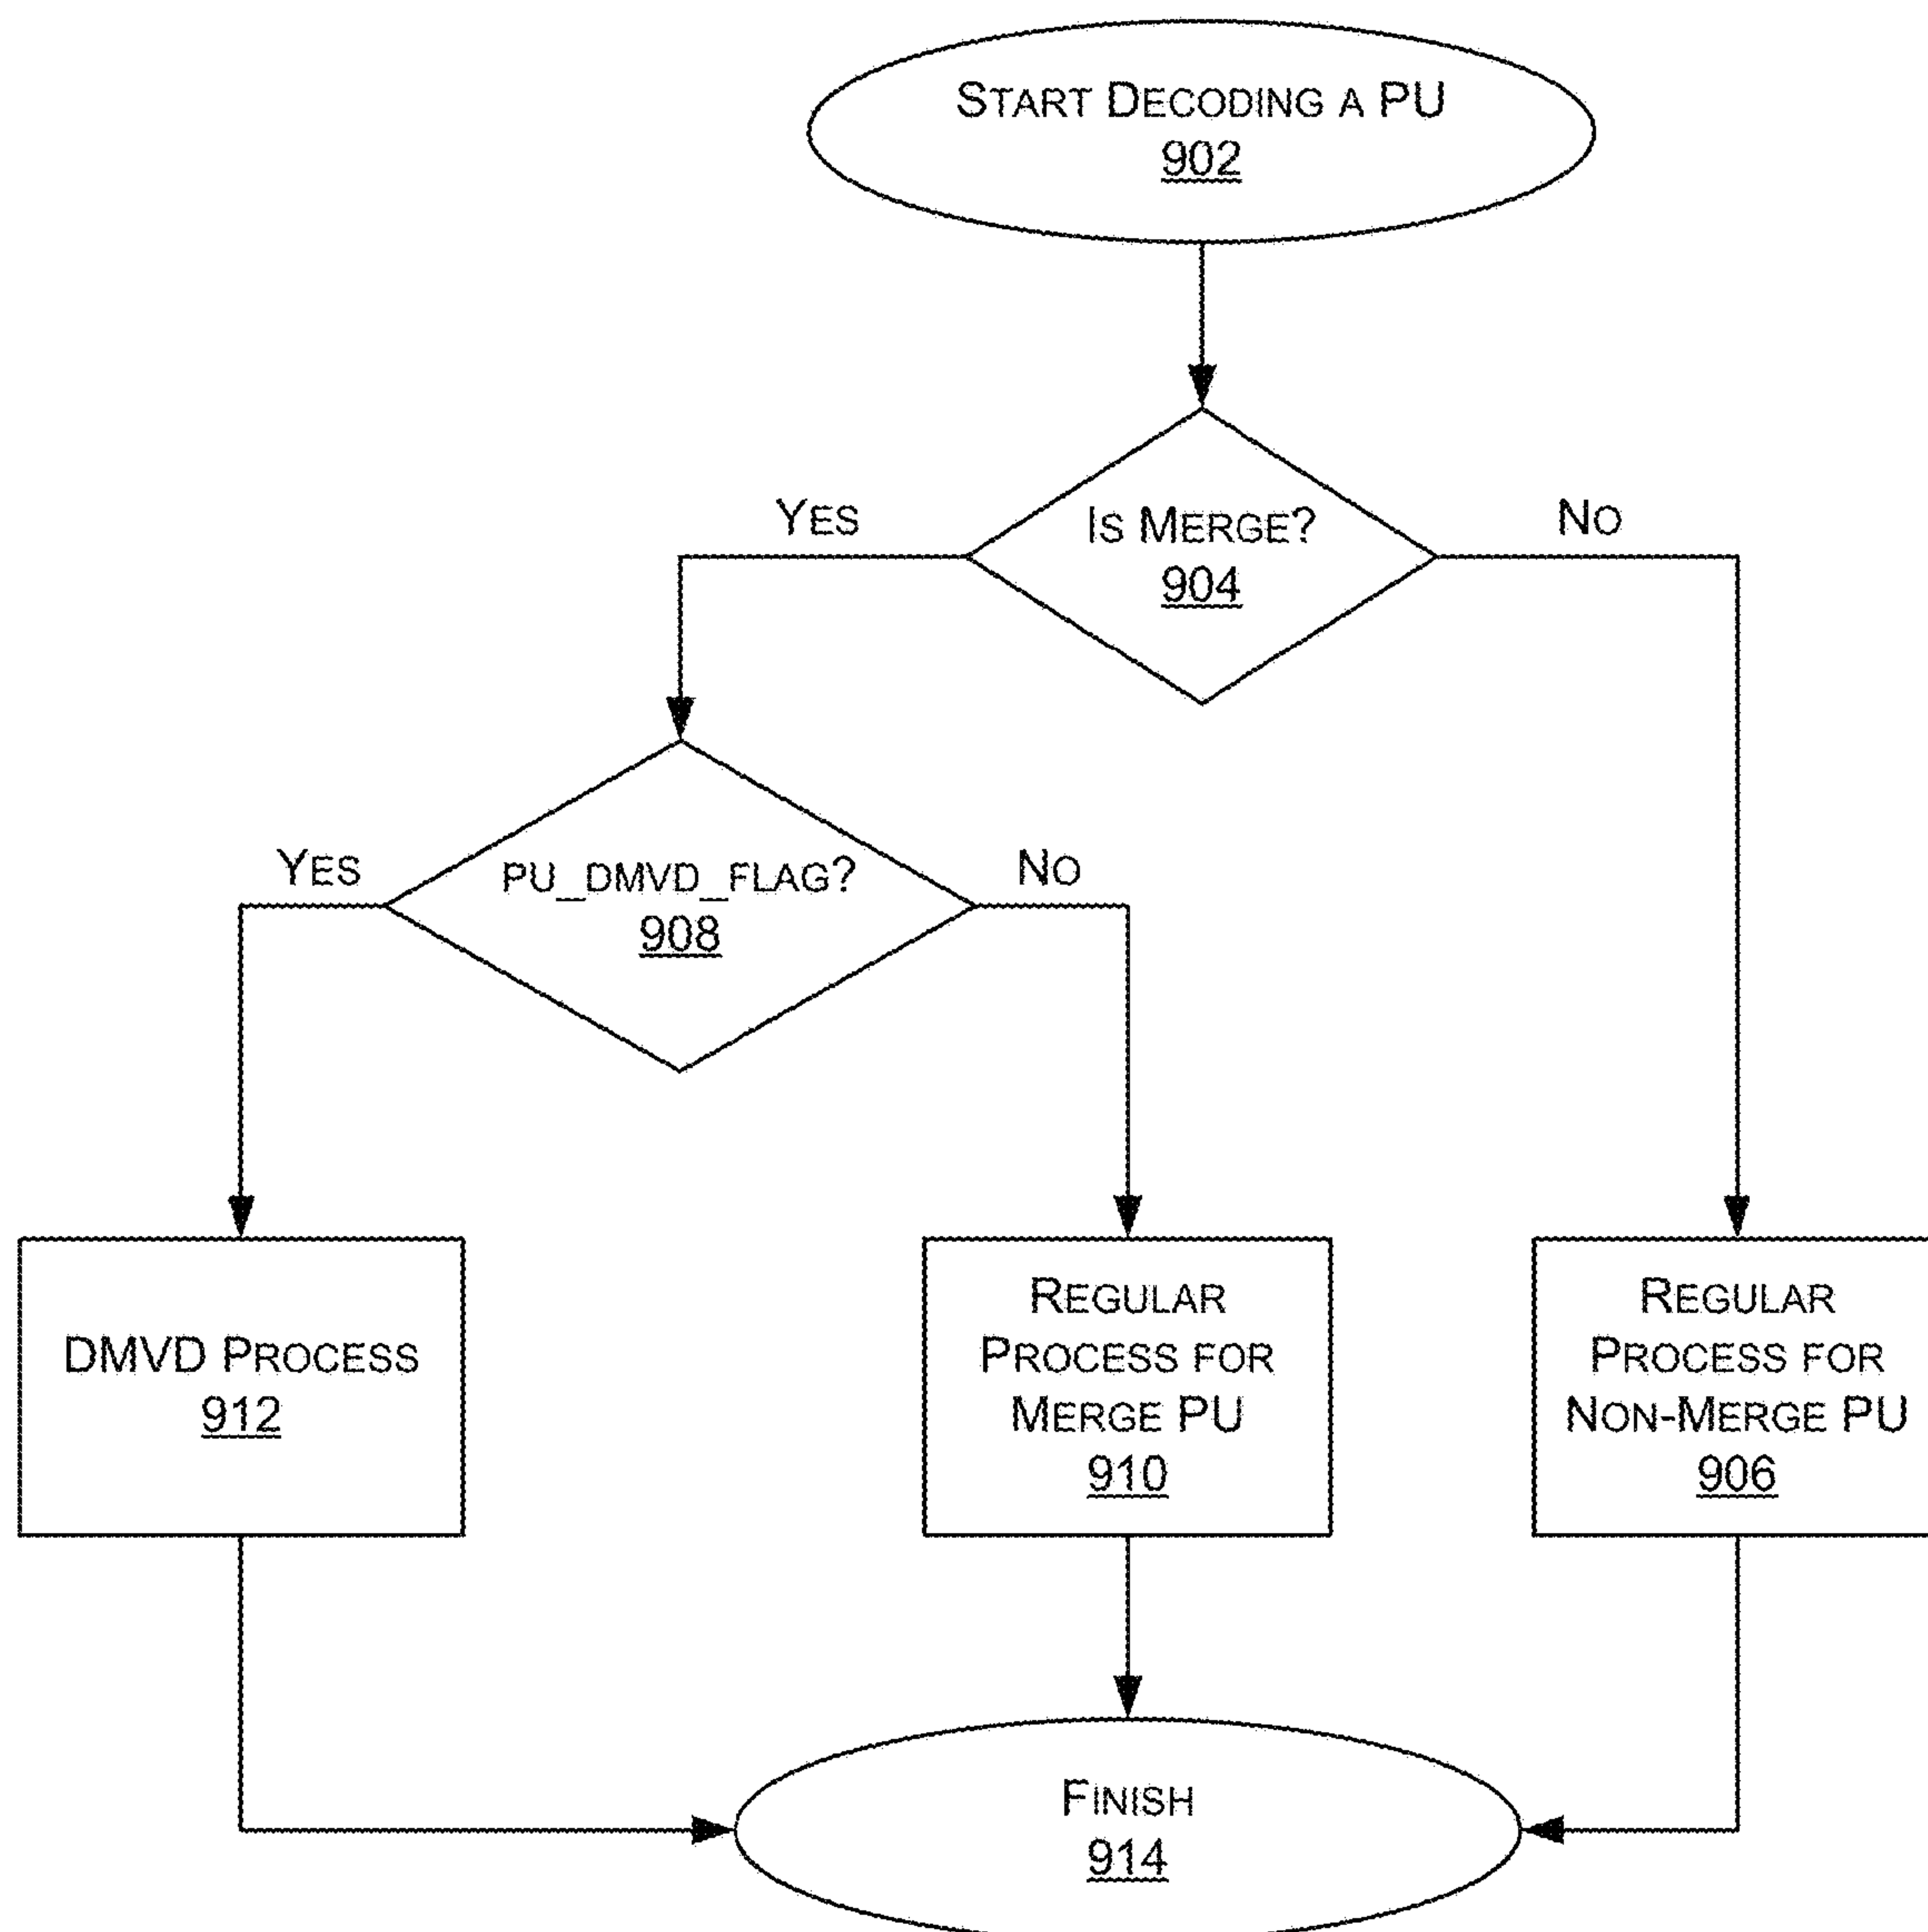 START DECODING A PU
902
YES
IS MERGE?
904
NO
YES
PU_DMVD_FLAG?
908
NO
DMVD PROCESS
912
REGULAR
PROCESS FOR
MERGE PU
910
REGULAR
PROCESS FOR
NON-MERGE PU
906
FINISH
914